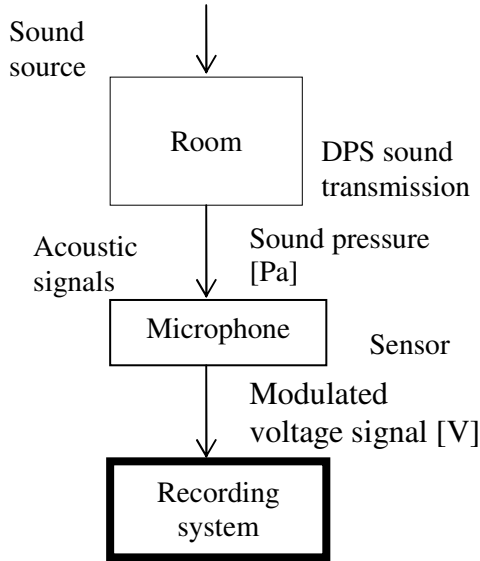 Sound
source
Room
DPS sound
transmission
Acoustic
signals
Sound pressure
[Pa]
Microphone
Sensor
Modulated
voltage signal [V]
Recording
system